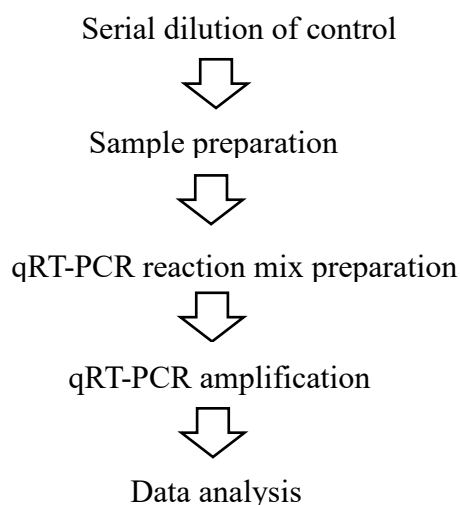 Serial dilution of control
Sample preparation
qRT-PCR reaction mix preparation
qRT-PCR amplification
Data analysis